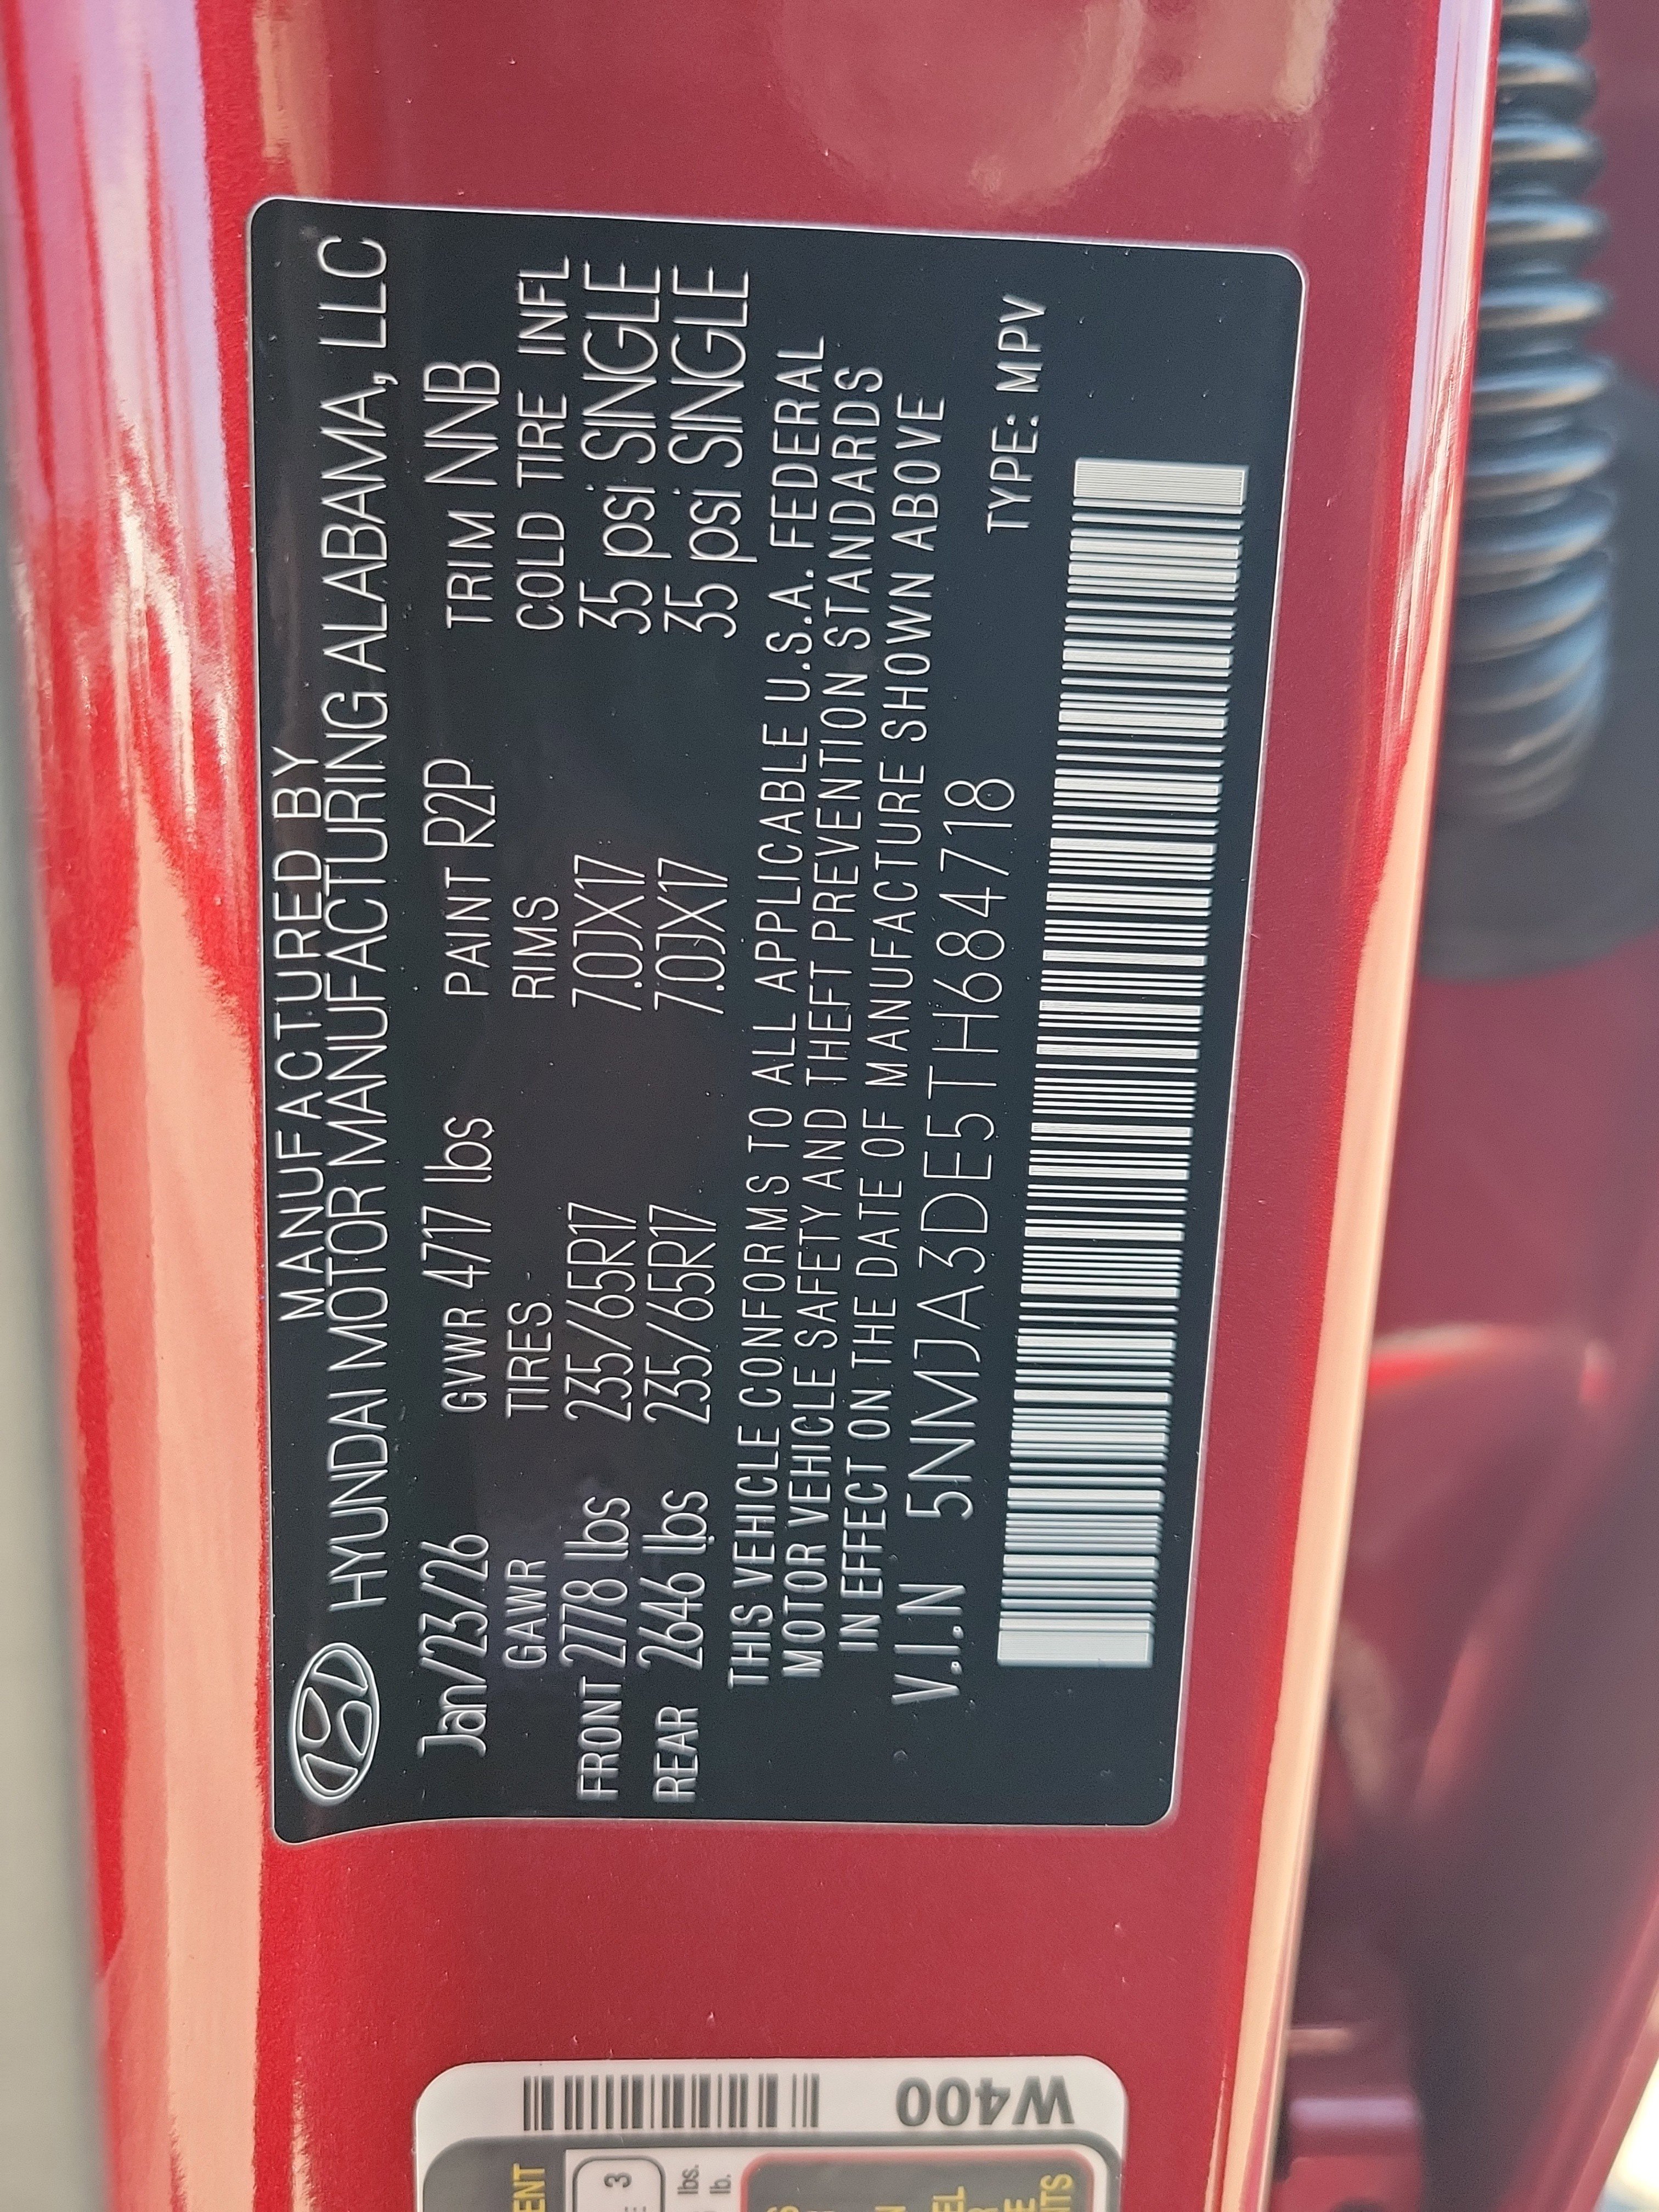 MANUFACTURED BY
HYUNDAI MOTOR MANUFACTURING ALABAMA, LLC
Jan/23/26 GVWR 4717 lbs PAINT R2P TRIM NNB
GAWR TIRES RIMS COLD TIRE INFL
FRONT 2778 lbs 235/65R17 7.0JX17 35 psi SINGLE
REAR 2646 lbs 235/65R17 7.0JX17 35 psi SINGLE
THIS VEHICLE CONFORMS TO ALL APPLICABLE U.S.A. FEDERAL
MOTOR VEHICLE SAFETY AND THEFT PREVENTION STANDARDS
IN EFFECT ON THE DATE OF MANUFACTURE SHOWN ABOVE
V.I.N 5NMJA3DE5TH684718
TYPE: MPV
W400
3
lbs.
lb.